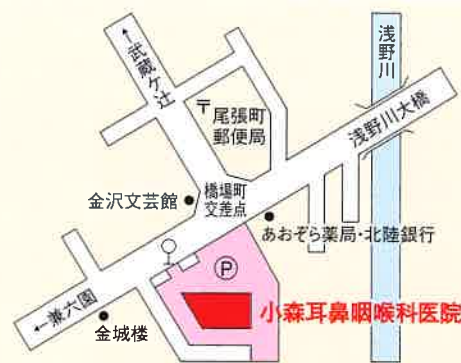 ←武蔵ケ辻
浅野川
〒
尾張町
郵便局
浅野川大橋
金沢文芸館
橋場町
交差点
あおぞら薬局・北陸銀行
P
小森耳鼻咽喉科医院
←兼六園
金城楼